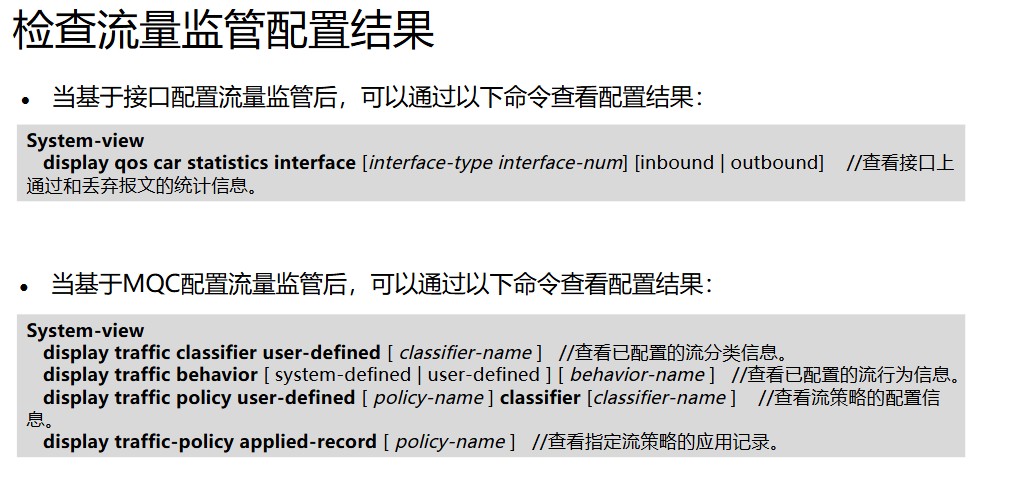 检查流量监管配置结果
• 当基于接口配置流量监管后，可以通过以下命令查看配置结果：
System-view
display qos car statistics interface [interface-type interface-num] [inbound | outbound] //查看接口上
通过和丢弃报文的统计信息。
• 当基于MQC配置流量监管后，可以通过以下命令查看配置结果：
System-view
display traffic classifier user-defined [ classifier-name ] //查看已配置的流分类信息。
display traffic behavior [ system-defined | user-defined ] [ behavior-name ] //查看已配置的流行为信息。
display traffic policy user-defined [ policy-name ] classifier [classifier-name ] //查看流策略的配置信
息。
display traffic-policy applied-record [ policy-name ] //查看指定流策略的应用记录。